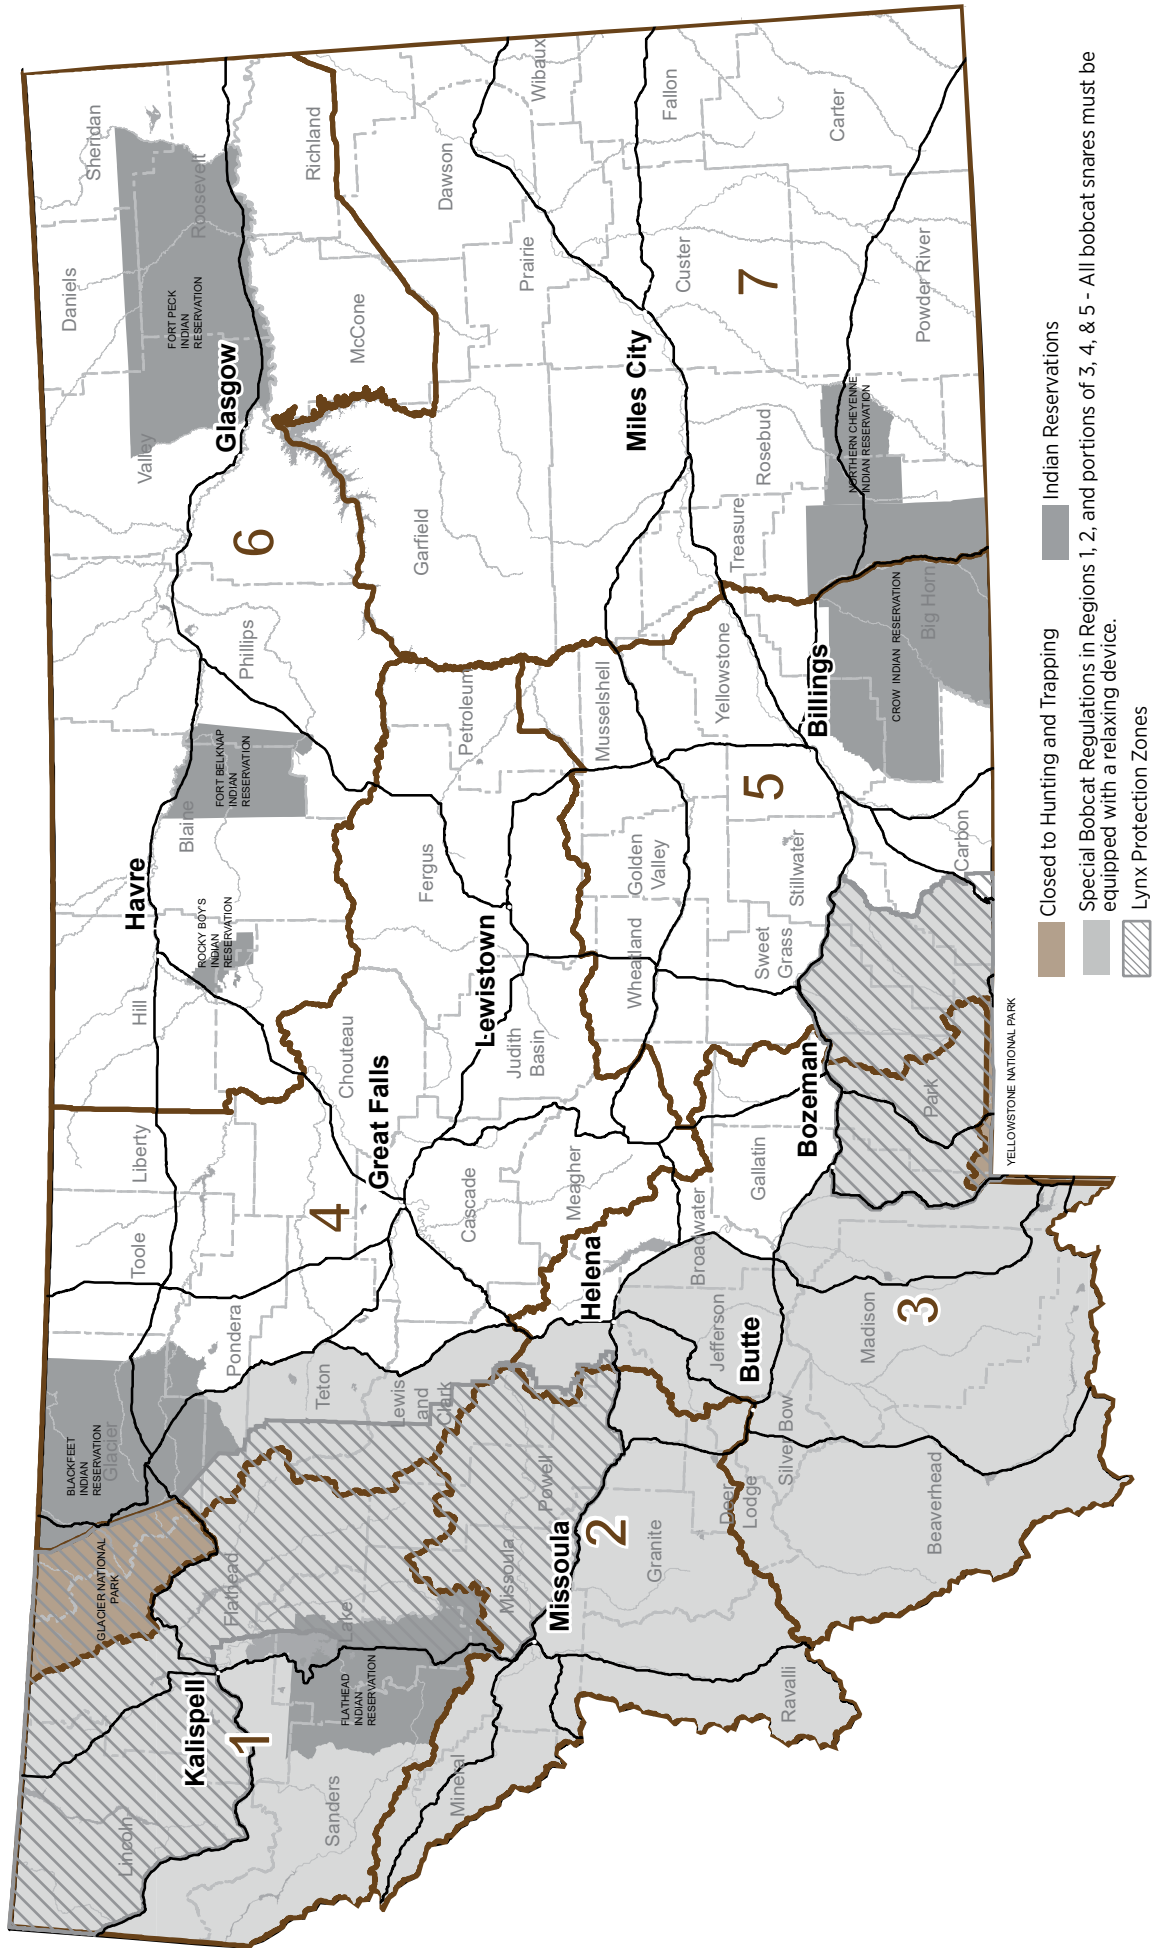 Lincoln
Kalispell
1
Sanders
Flathead
Lake
FLATHEAD
INDIAN
RESERVATION
GLACIER NATIONAL
PARK
BLACKFEET
INDIAN
RESERVATION
Glacier
Toole
Liberty
Hill
Havre
Blaine
ROCKY BOY'S
INDIAN
RESERVATION
FORT BELKNAP
INDIAN
RESERVATION
Phillips
6
Valley
Glasgow
Daniels
Sheridan
FORT PECK
INDIAN
RESERVATION
Roosevelt
Richland
McCone
Pondera
Teton
4
Chouteau
Great Falls
Lewis
and
Clark
Cascade
Judith
Basin
Lewistown
Fergus
Petroleum
Garfield
Dawson
Prairie
Wibaux
Mineral
Missoula
Missoula
Powell
2
Granite
Ravalli
Deer
Lodge
Silver Bow
Butte
Helena
Jefferson
Broadwater
Meagher
Wheatland
Golden
Valley
Musselshell
Gallatin
Bozeman
Park
Sweet
Grass
Stillwater
5
Yellowstone
Billings
Carbon
Treasure
Rosebud
Miles City
Custer
Fallon
7
Carter
Powder River
Big Horn
CROW INDIAN RESERVATION
NORTHERN CHEYENNE
INDIAN RESERVATION
Beaverhead
Madison
3
YELLOWSTONE NATIONAL PARK
Closed to Hunting and Trapping
Indian Reservations
Special Bobcat Regulations in Regions 1, 2, and portions of 3, 4, & 5 - All bobcat snares must be
equipped with a relaxing device.
Lynx Protection Zones